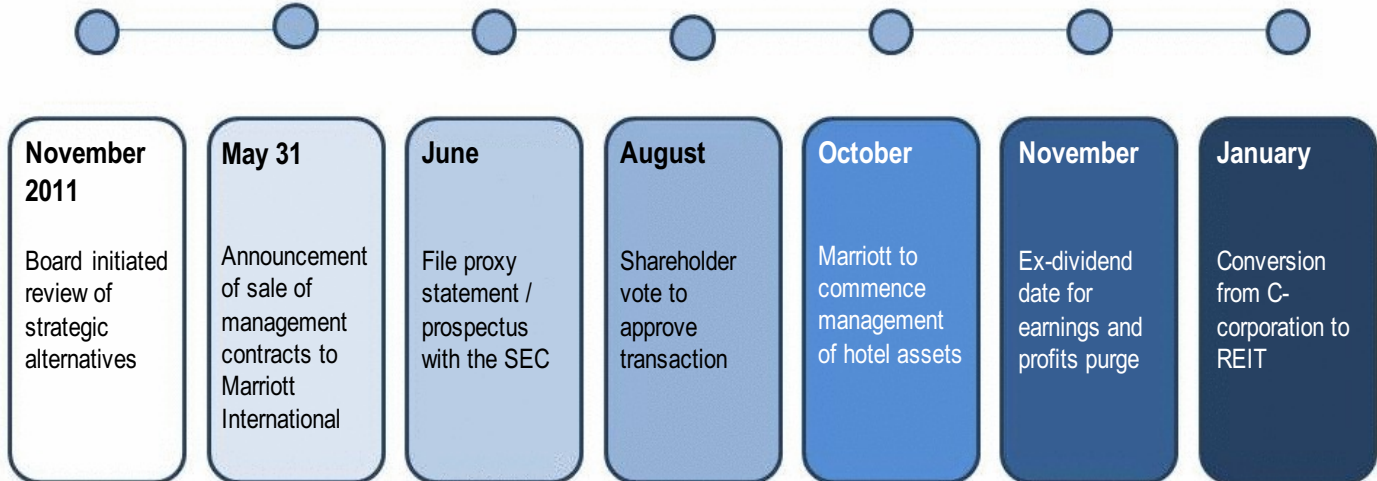 November
2011
Board initiated
review of
strategic
alternatives
May 31
Announcement
of sale of
management
contracts to
Marriott
International
June
File proxy
statement /
prospectus
with the SEC
August
Shareholder
vote to
approve
transaction
October
Marriott to
commence
management
of hotel assets
November
Ex-dividend
date for
earnings and
profits purge
January
Conversion
from C-
corporation to
REIT